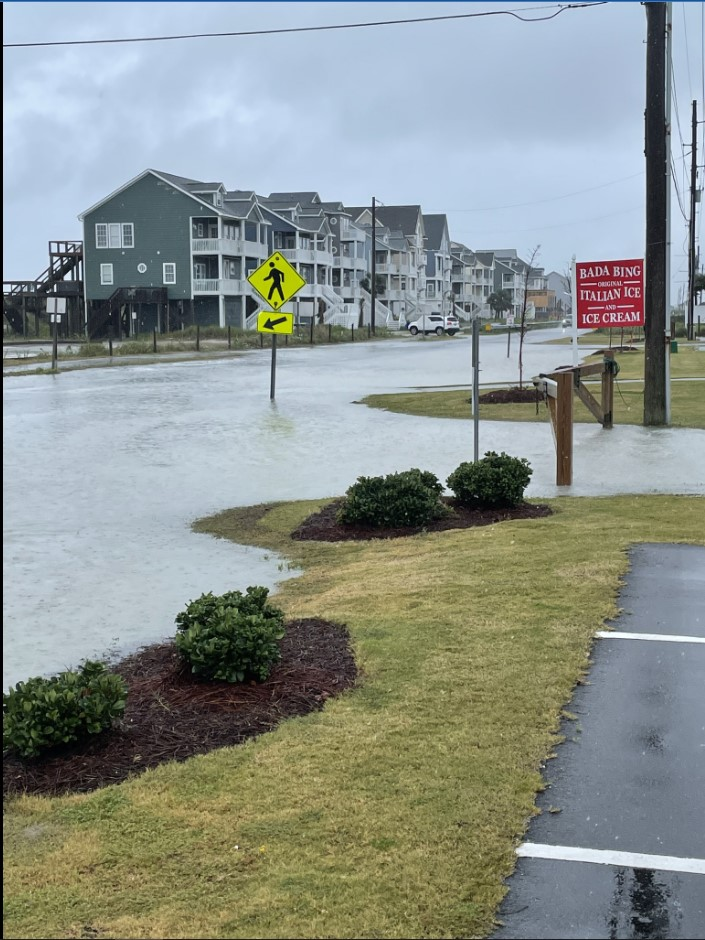 BADA BING
ORIGINAL
ITALIAN ICE
AND
ICE CREAM